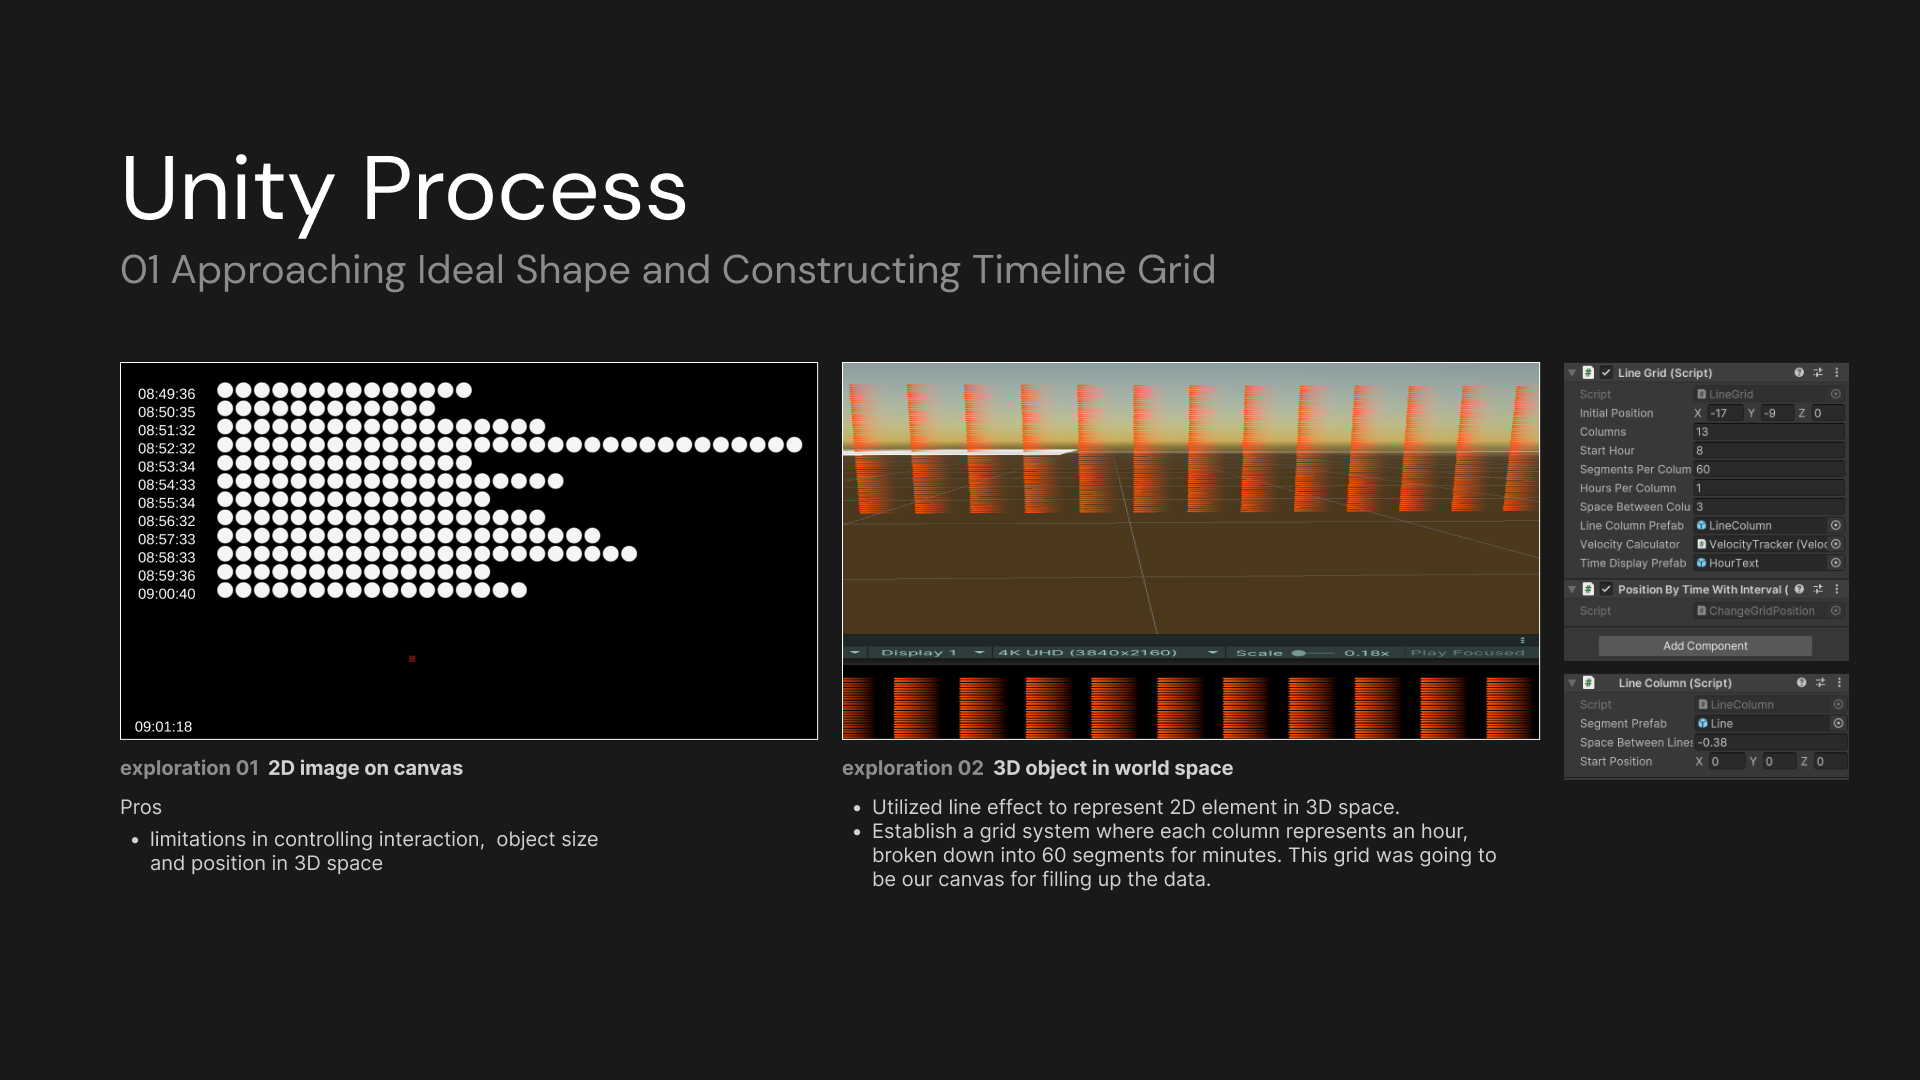 Unity Process
01 Approaching Ideal Shape and Constructing Timeline Grid
08:49:36
08:50:35
08:51:32
08:52:32
08:53:34
08:54:33
08:55:34
08:56:32
08:57:33
08:58:33
08:59:36
09:00:40
09:01:18
Display 1 4K UHD (3840x2160) Scale 0.18x Play Focused
Line Grid (Script)
Script LineGrid
Initial Position X -17 Y -9 Z 0
Columns 13
Start Hour 8
Segments Per Colum 60
Hours Per Column 1
Space Between Colu 3
Line Column Prefab LineColumn
Velocity Calculator VelocityTracker (Veloc
Time Display Prefab HourText
Position By Time With Interval (
Script ChangeGridPosition
Add Component
Line Column (Script)
Script LineColumn
Segment Prefab Line
Space Between Lines -0.38
Start Position X 0 Y 0 Z 0
exploration 01 2D image on canvas
Pros
• limitations in controlling interaction, object size
and position in 3D space
exploration 02 3D object in world space
• Utilized line effect to represent 2D element in 3D space.
• Establish a grid system where each column represents an hour,
broken down into 60 segments for minutes. This grid was going to
be our canvas for filling up the data.